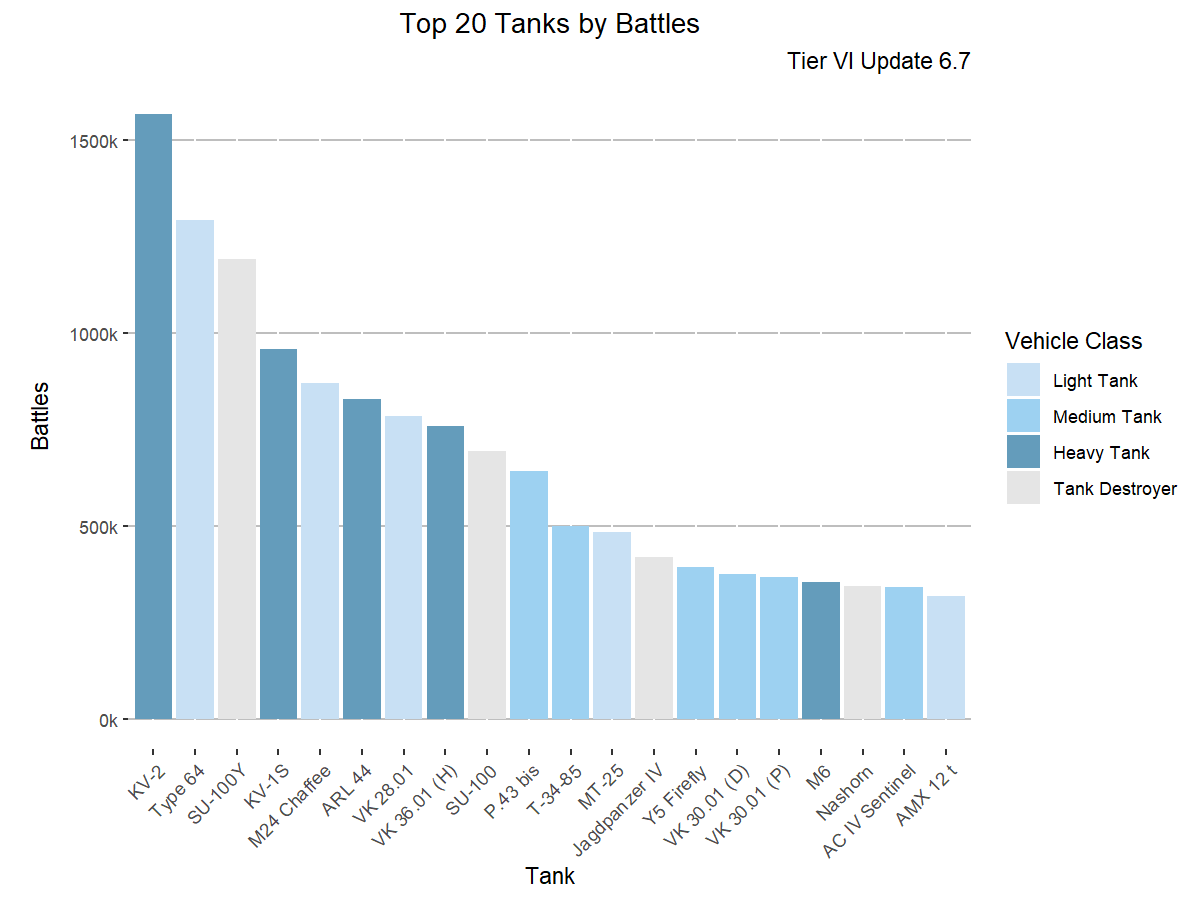 Top 20 Tanks by Battles
Tier VI Update 6.7
1500k
1000k
500k
0k
Battles
KV-2
Type 64
SU-100Y
KV-1S
M24 Chaffee
ARL 44
VK 28.01
VK 36.01 (H)
SU-100
P.43 bis
T-34-85
MT-25
Jagdpanzer IV
Y5 Firefly
VK 30.01 (D)
VK 30.01 (P)
M6
Nashorn
AC IV Sentinel
AMX 12 t
Tank
Vehicle Class
Light Tank
Medium Tank
Heavy Tank
Tank Destroyer